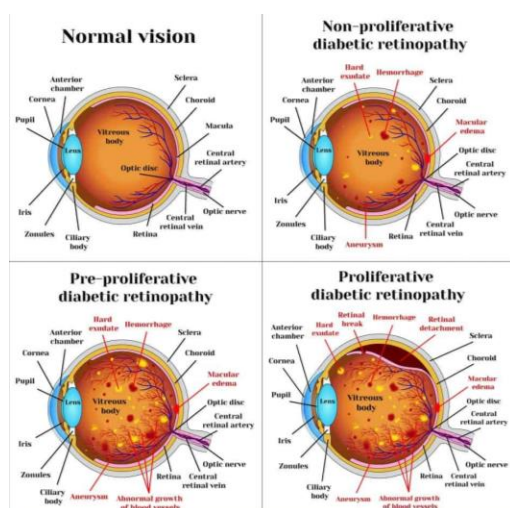 Normal vision
Anterior
chamber
Cornea
Pupil
Iris
Zonules
Ciliary
body
Lens
Vitreous
body
Optic disc
Sclera
Choroid
Macula
Central
retinal artery
Optic nerve
Central
retinal vein
Retina
Non-proliferative
diabetic retinopathy
Hard
exudate
Hemorrhage
Anterior
chamber
Cornea
Pupil
Iris
Zonules
Ciliary
body
Lens
Vitreous
body
Sclera
Choroid
Macular
edema
Optic disc
Central
retinal artery
Optic nerve
Central
retinal vein
Retina
Aneurysm
Pre-proliferative
diabetic retinopathy
Hard
exudate
Hemorrhage
Anterior
chamber
Cornea
Pupil
Iris
Zonules
Ciliary
body
Lens
Vitreous
body
Sclera
Choroid
Macular
edema
Optic disc
Central
retinal artery
Optic nerve
Central
retinal vein
Retina
Aneurysm
Abnormal growth
of blood vessels
Proliferative
diabetic retinopathy
Anterior
chamber
Hard
exudate
Retinal
break
Hemorrhage
Retinal
detachment
Cornea
Pupil
Iris
Zonules
Ciliary
body
Lens
Vitreous
body
Sclera
Choroid
Macular
edema
Optic disc
Central
retinal artery
Optic nerve
Central
retinal vein
Retina
Aneurysm
Abnormal growth
of blood vessels